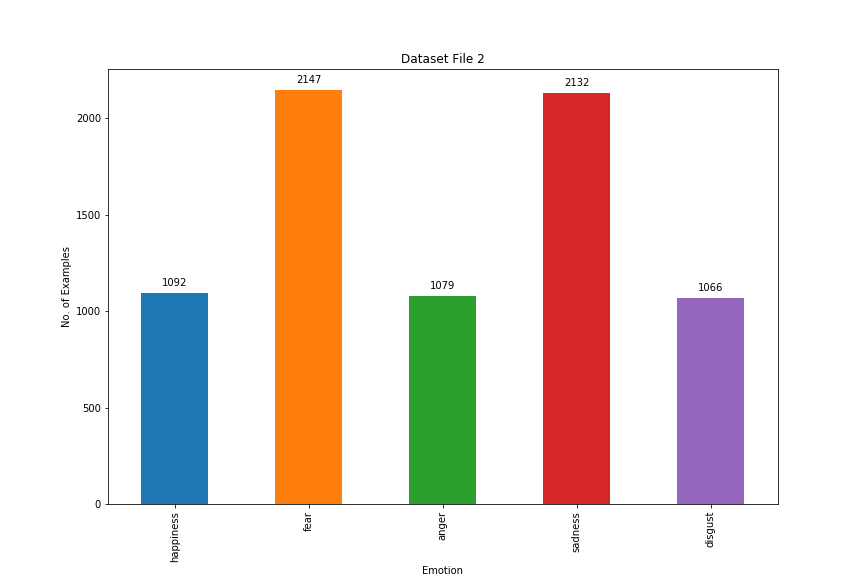 Dataset File 2
No. of Examples
2000
1500
1000
500
0
1092
2147
1079
2132
1066
happiness
fear
anger
sadness
disgust
Emotion